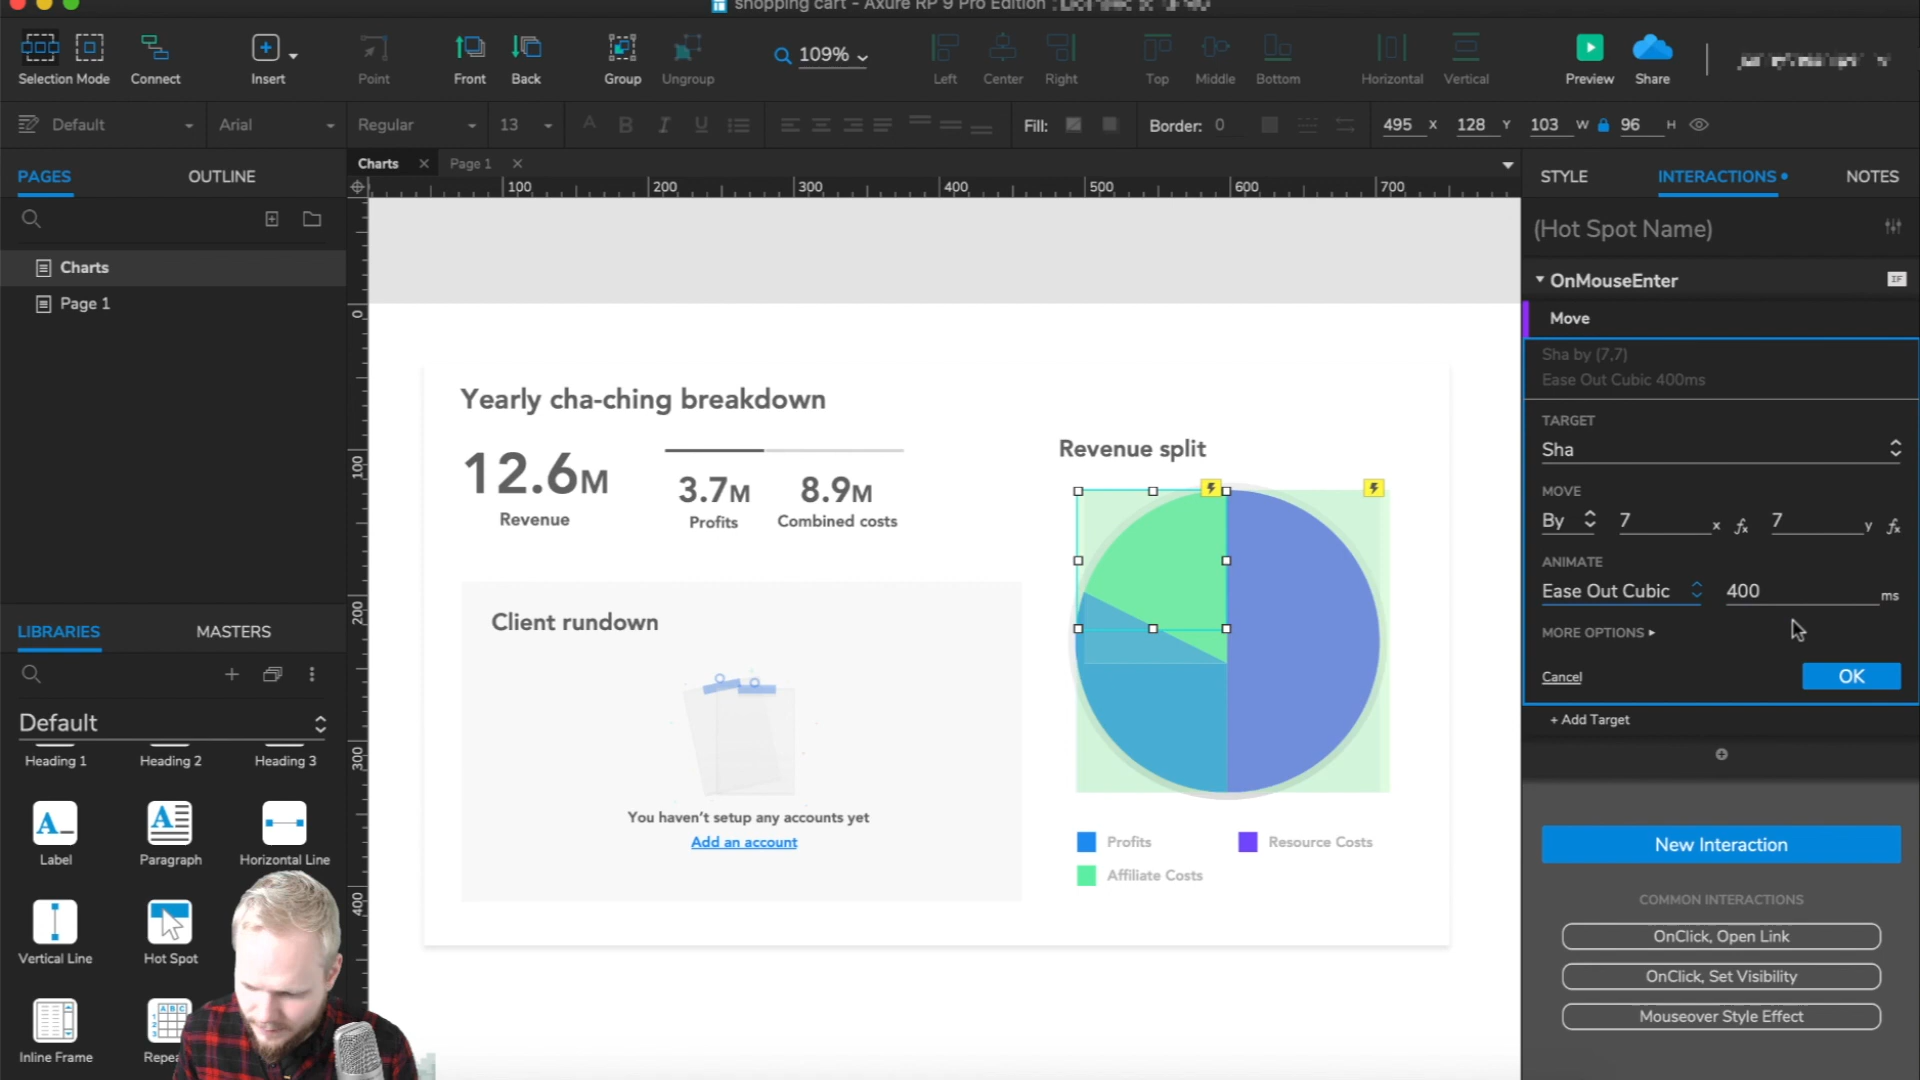 shopping cart - Axure RP 9 Pro Edition
Selection Mode
Connect
Insert
Point
Front
Back
Group
Ungroup
109%
Left
Center
Right
Top
Middle
Bottom
Horizontal
Vertical
Preview
Share
Default
Arial
Regular
13
A B I U
Fill:
Border: 0
495 X 128 Y 103 W 96 H
PAGES OUTLINE
Charts
Page 1
Charts
Page 1
100 200 300 400 500 600 700
0
100
200
300
400
Yearly cha-ching breakdown
12.6M
Revenue
3.7M
Profits
8.9M
Combined costs
Client rundown
You haven't setup any accounts yet
Add an account
Revenue split
Profits
Resource Costs
Affiliate Costs
LIBRARIES MASTERS
Default
Heading 1 Heading 2 Heading 3
A
Label
A
Paragraph
Horizontal Line
Vertical Line
Hot Spot
Inline Frame
A B C
1
2
STYLE INTERACTIONS NOTES
(Hot Spot Name)
OnMouseEnter
IF
Move
Sha by (7,7)
Ease Out Cubic 400ms
TARGET
Sha
MOVE
By 7 x fx 7 y fx
ANIMATE
Ease Out Cubic 400 ms
MORE OPTIONS
Cancel OK
+ Add Target
New Interaction
COMMON INTERACTIONS
OnClick, Open Link
OnClick, Set Visibility
Mouseover Style Effect